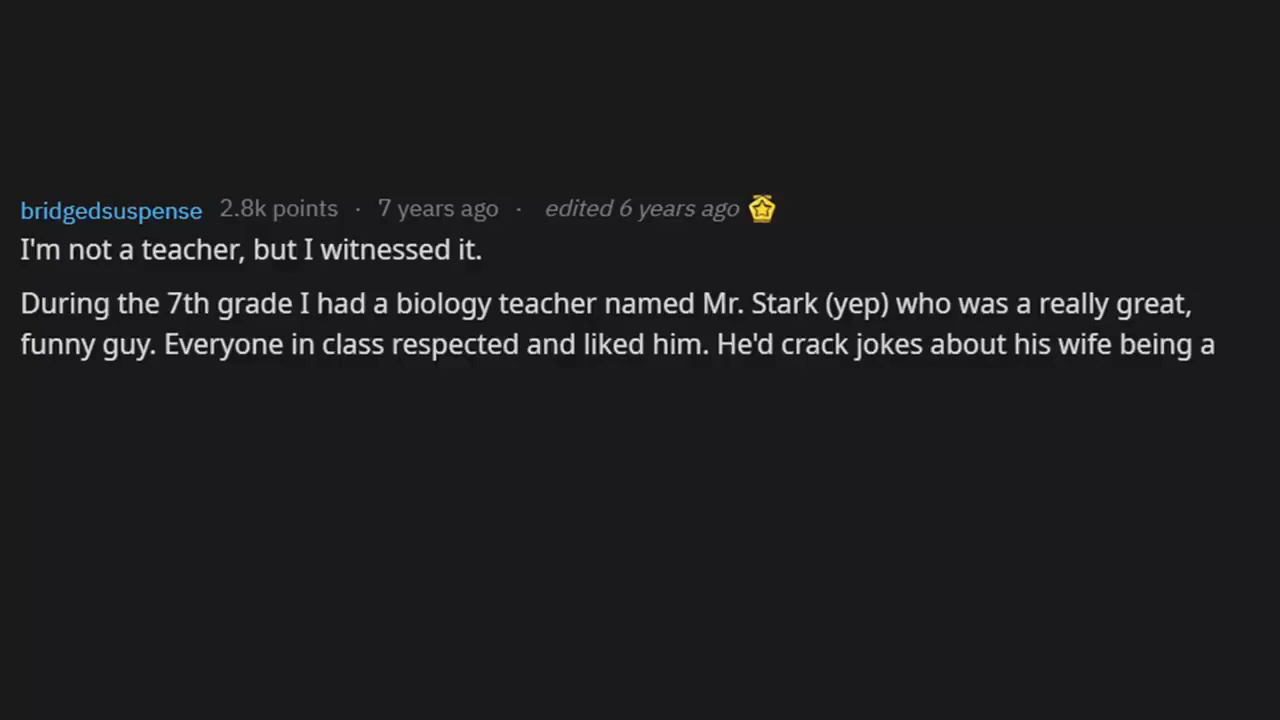 bridgedsuspense 2.8k points · 7 years ago · edited 6 years ago
I'm not a teacher, but I witnessed it.
During the 7th grade I had a biology teacher named Mr. Stark (yep) who was a really great,
funny guy. Everyone in class respected and liked him. He'd crack jokes about his wife being a